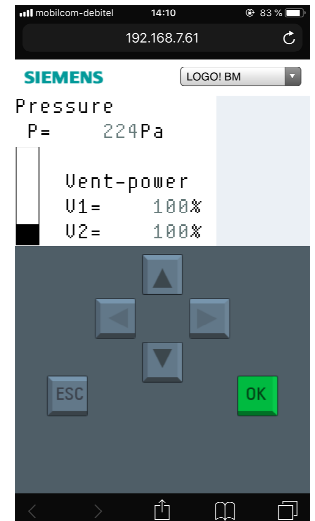 mobilcom-debitel 14:10 83 %
192.168.7.61
SIEMENS LOGO! BM
Pressure
P= 224Pa
Vent-power
V1= 100%
V2= 100%
ESC OK